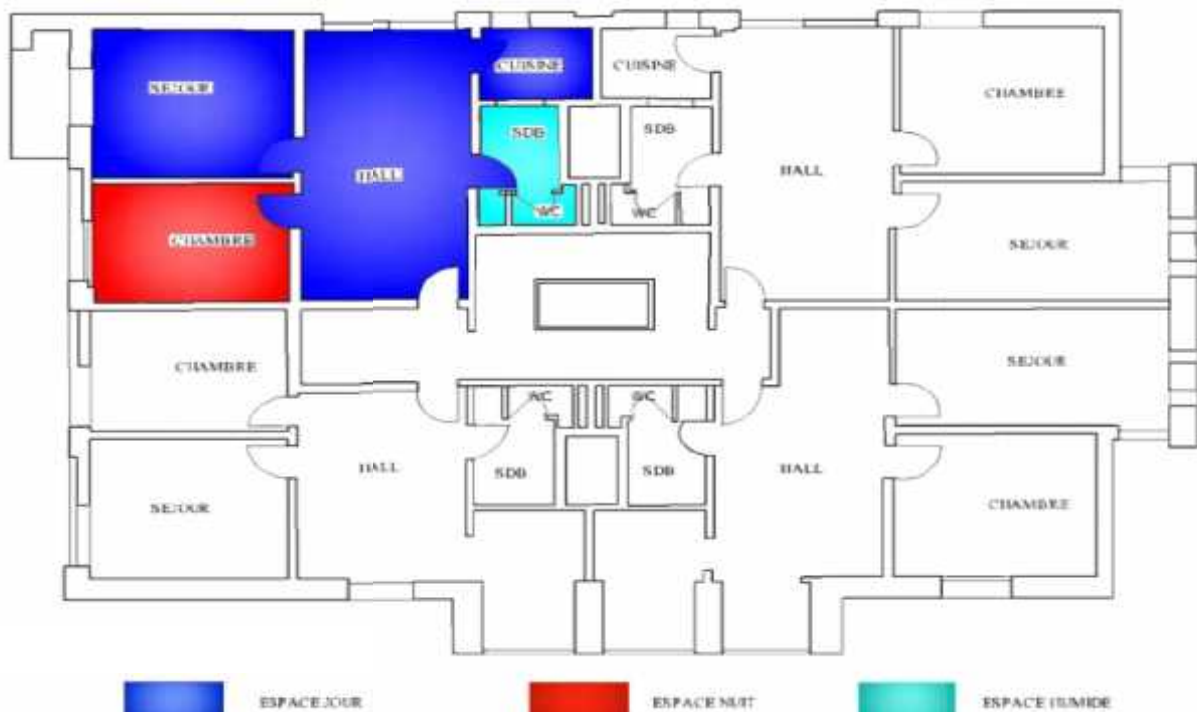 SEJOUR
CUISINE
CUISINE
CHAMBRE
SDB
SDB
HALL
HALL
WC
WC
CHAMBRE
SEJOUR
CHAMBRE
SEJOUR
WC
WC
HALL
SDB
SDB
HALL
SEJOUR
CHAMBRE
ESPACE JOUR
ESPACE NUIT
ESPACE HUMIDE